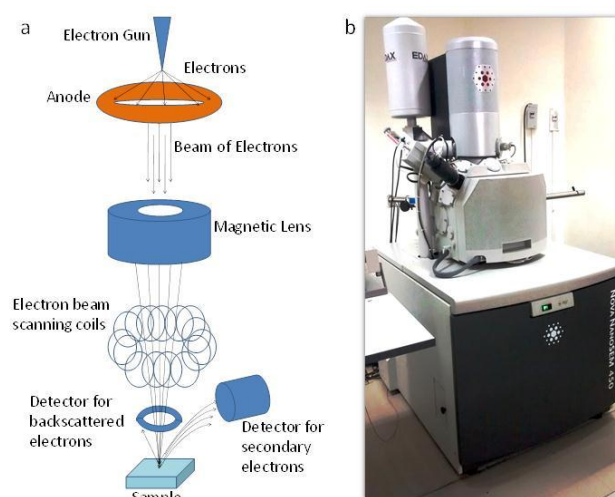 a
Electron Gun
Electrons
Anode
Beam of Electrons
Magnetic Lens
Electron beam
scanning coils
Detector for
backscattered
electrons
Detector for
secondary
electrons
Sample
b
EDAX
NOVA NANOSEM 450